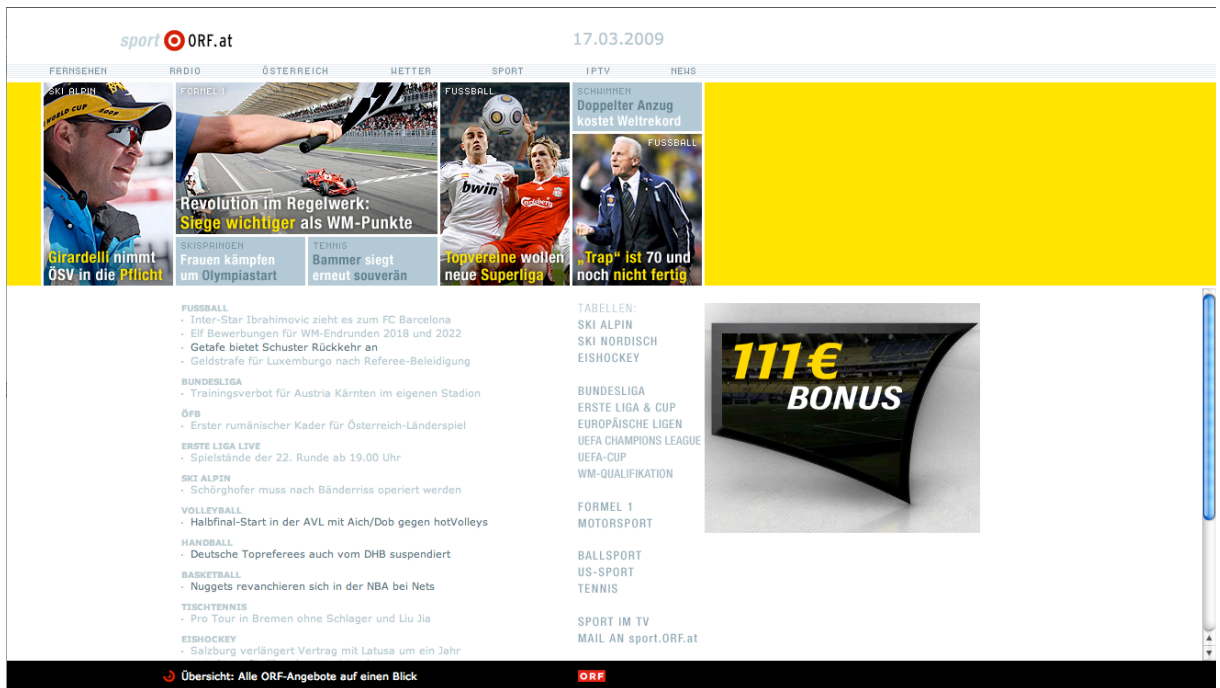 sport ORF.at
17.03.2009
FERNSEHEN RADIO ÖSTERREICH WETTER SPORT IPTV NEWS
SKI ALPIN
WORLD CUP 2009
Girardelli nimmt
ÖSV in die Pflicht
FORMEL 1
Revolution im Regelwerk:
Siege wichtiger als WM-Punkte
SKISPRINGEN
Frauen kämpfen
um Olympiastart
TENNIS
Bammer siegt
erneut souverän
FUSSBALL
bwin
Carlsberg
Topvereine wollen
neue Superliga
SCHWIMMEN
Doppelter Anzug
kostet Weltrekord
FUSSBALL
„Trap“ ist 70 und
noch nicht fertig
FUSSBALL
· Inter-Star Ibrahimovic zieht es zum FC Barcelona
· Elf Bewerbungen für WM-Endrunden 2018 und 2022
· Getafe bietet Schuster Rückkehr an
· Geldstrafe für Luxemburgo nach Referee-Beleidigung
BUNDESLIGA
· Trainingsverbot für Austria Kärnten im eigenen Stadion
ÖFB
· Erster rumänischer Kader für Österreich-Länderspiel
ERSTE LIGA LIVE
· Spielstände der 22. Runde ab 19.00 Uhr
SKI ALPIN
· Schörghofer muss nach Bänderriss operiert werden
VOLLEYBALL
· Halbfinal-Start in der AVL mit Aich/Dob gegen hotVolleys
HANDBALL
· Deutsche Topreferees auch vom DHB suspendiert
BASKETBALL
· Nuggets revanchieren sich in der NBA bei Nets
TISCHTENNIS
· Pro Tour in Bremen ohne Schlager und Liu Jia
EISHOCKEY
· Salzburg verlängert Vertrag mit Latusa um ein Jahr
TABELLEN:
SKI ALPIN
SKI NORDISCH
EISHOCKEY
BUNDESLIGA
ERSTE LIGA & CUP
EUROPÄISCHE LIGEN
UEFA CHAMPIONS LEAGUE
UEFA-CUP
WM-QUALIFIKATION
FORMEL 1
MOTORSPORT
BALLSPORT
US-SPORT
TENNIS
SPORT IM TV
MAIL AN sport.ORF.at
111€
BONUS
Übersicht: Alle ORF-Angebote auf einen Blick
ORF